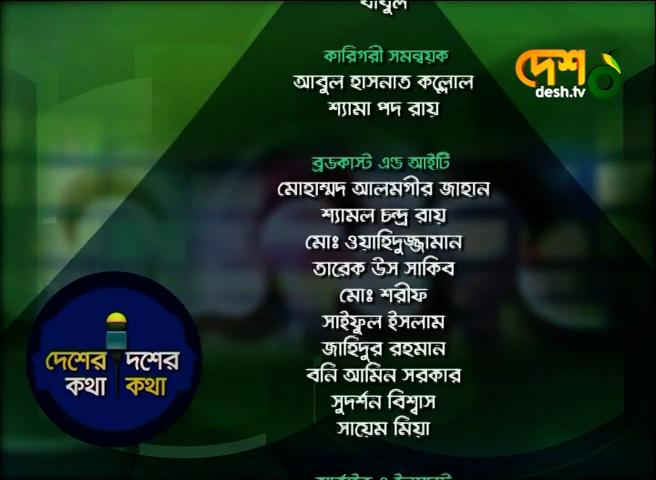 বাবুল
কারিগরী সমন্বয়ক
আবুল হাসনাত কল্লোল
শ্যামা পদ রায়
দেশ
desh.tv
ব্রডকাস্ট এন্ড আইটি
মোহাম্মদ আলমগীর জাহান
শ্যামল চন্দ্র রায়
মোঃ ওয়াহিদুজ্জামান
তারেক উস সাকিব
মোঃ শরীফ
সাইফুল ইসলাম
জাহিদুর রহমান
বনি আমিন সরকার
সুদর্শন বিশ্বাস
সায়েম মিয়া
দেশের দশের
কথা কথা